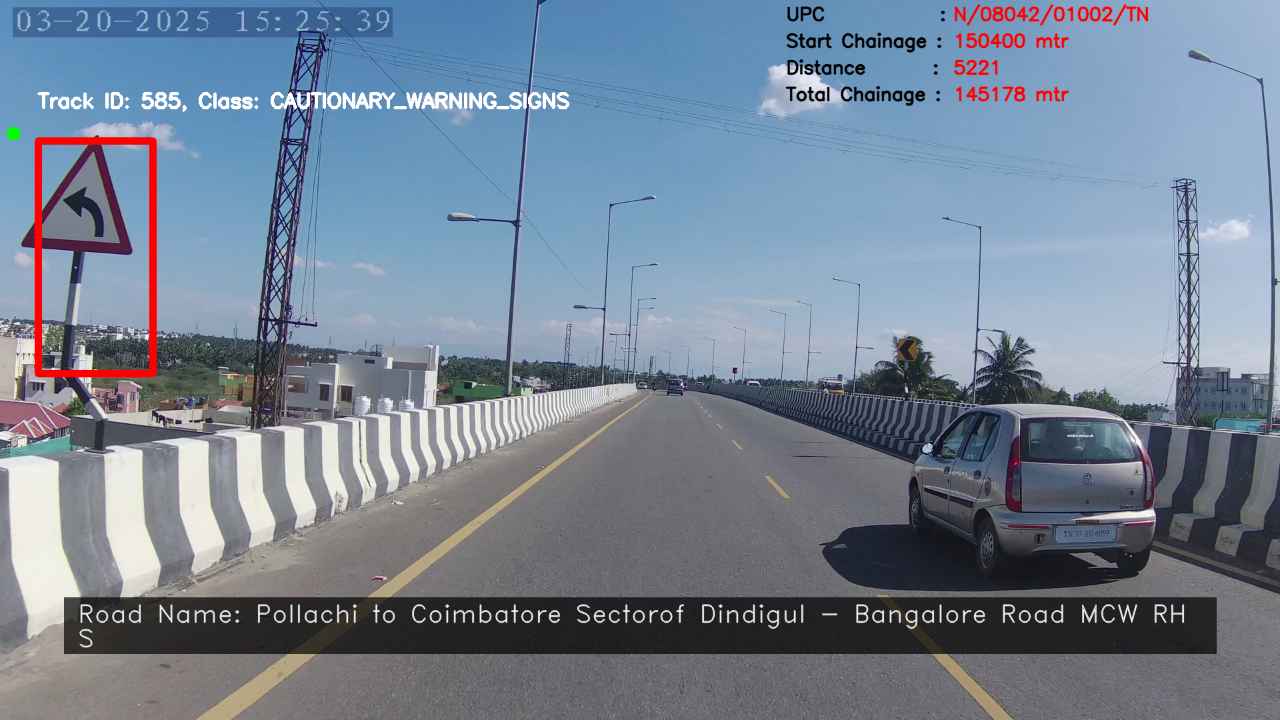 03-20-2025 15:25:39
UPC : N/08042/01002/TN
Start Chainage : 150400 mtr
Distance : 5221
Total Chainage : 145178 mtr
Track ID: 585, Class: CAUTIONARY_WARNING_SIGNS
Road Name: Pollachi to Coimbatore Sectorof Dindigul - Bangalore Road MCW RH
S